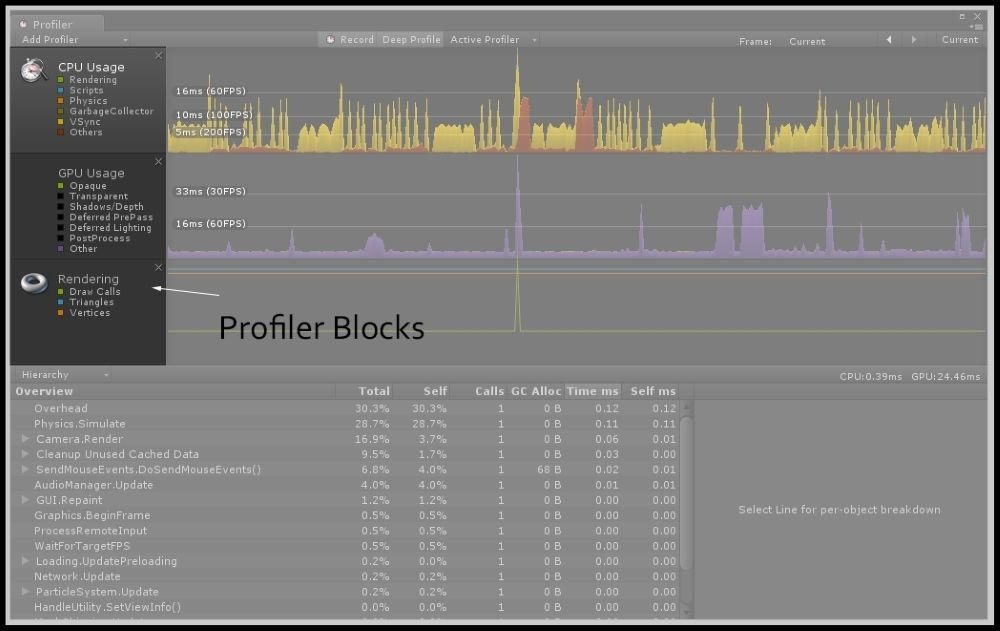 Profiler
Add Profiler
Record Deep Profile Active Profiler Frame: Current Current
CPU Usage
Rendering
Scripts
Physics
GarbageCollector
VSync
Others
16ms (60FPS)
10ms (100FPS)
5ms (200FPS)
GPU Usage
Opaque
Transparent
Shadows/Depth
Deferred PrePass
Deferred Lighting
PostProcess
Other
33ms (30FPS)
16ms (60FPS)
Rendering
Draw Calls
Triangles
Vertices
Profiler Blocks
Hierarchy CPU:0.39ms GPU:24.46ms
Overview Total Self Calls GC Alloc Time ms Self ms
Overhead 30.3% 30.3% 1 0 B 0.12 0.12
Physics.Simulate 28.7% 28.7% 1 0 B 0.11 0.11
Camera.Render 16.9% 3.7% 1 0 B 0.06 0.01
Cleanup Unused Cached Data 9.5% 1.7% 1 0 B 0.03 0.00
SendMouseEvents.DoSendMouseEvents() 6.8% 4.0% 1 68 B 0.02 0.01
AudioManager.Update 4.0% 4.0% 1 0 B 0.01 0.01
GUI.Repaint 1.2% 1.2% 1 0 B 0.00 0.00
Graphics.BeginFrame 0.5% 0.5% 1 0 B 0.00 0.00
ProcessRemoteInput 0.5% 0.5% 1 0 B 0.00 0.00
WaitForTargetFPS 0.5% 0.5% 1 0 B 0.00 0.00
Loading.UpdatePreloading 0.2% 0.0% 1 0 B 0.00 0.00
Network.Update 0.2% 0.2% 1 0 B 0.00 0.00
ParticleSystem.Update 0.2% 0.2% 1 0 B 0.00 0.00
HandleUtility.SetViewInfo() 0.0% 0.0% 1 0 B 0.00 0.00
Select Line for per-object breakdown